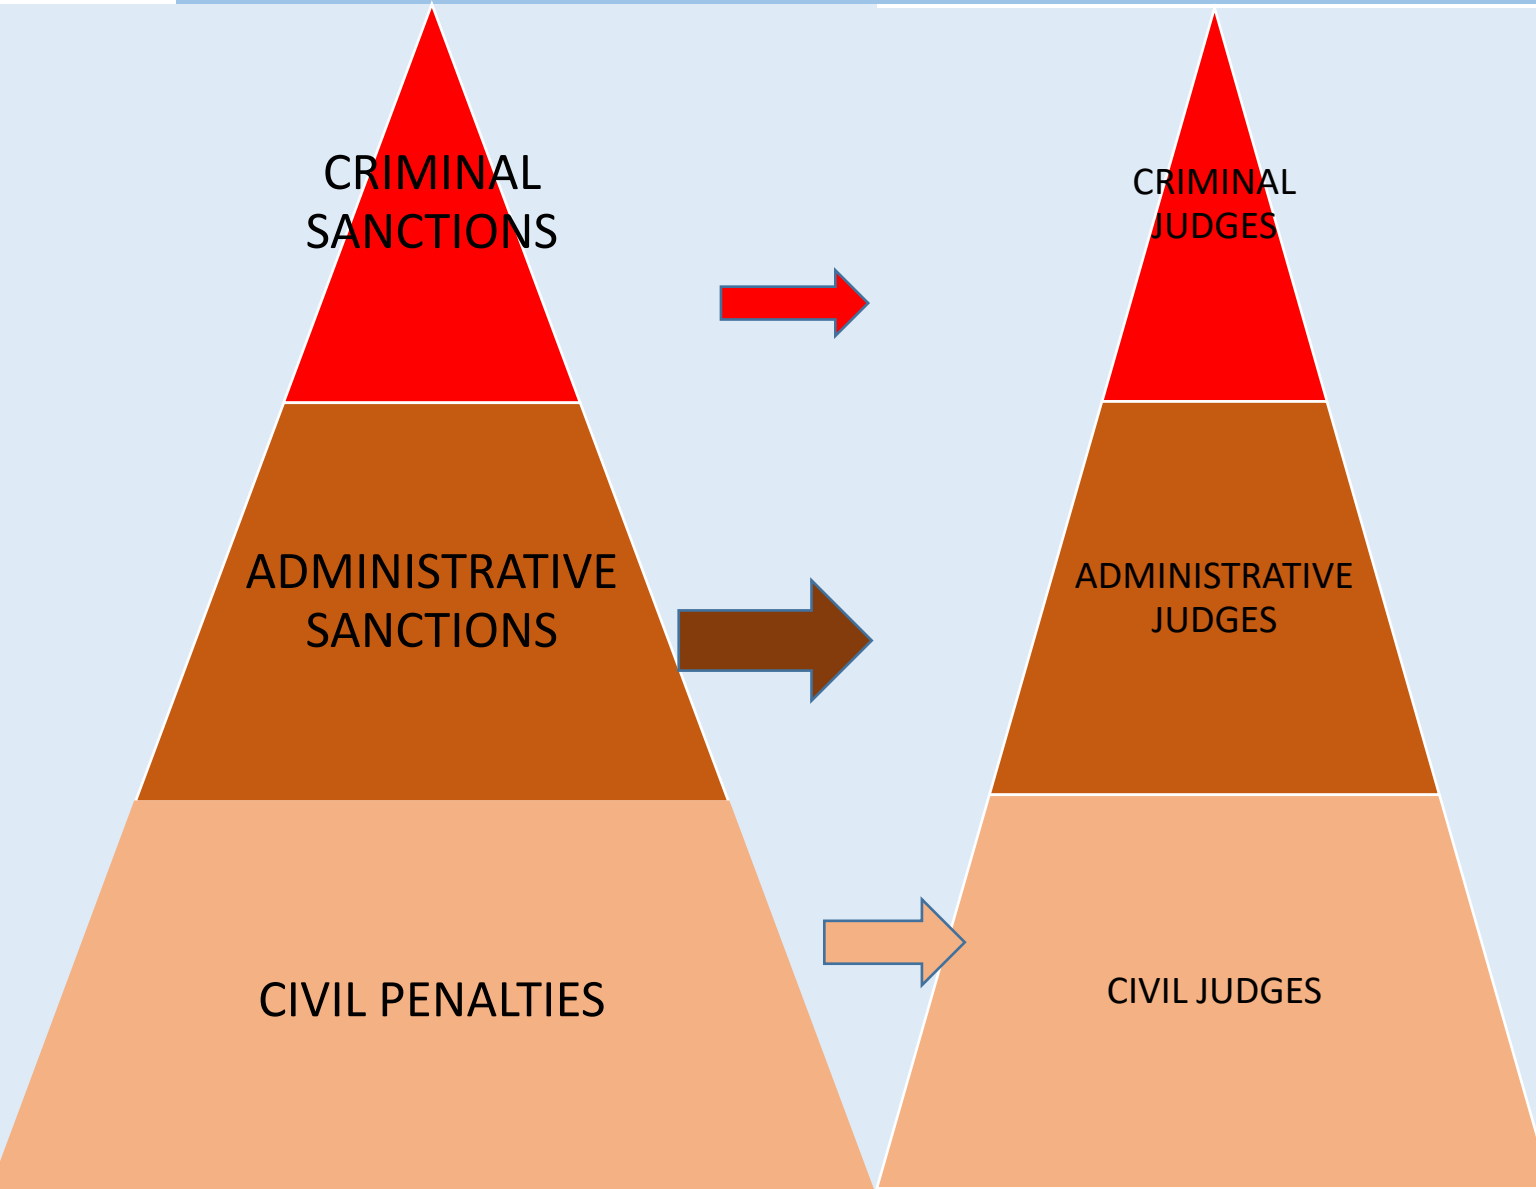 CRIMINAL
SANCTIONS
ADMINISTRATIVE
SANCTIONS
CIVIL PENALTIES
CRIMINAL
JUDGES
ADMINISTRATIVE
JUDGES
CIVIL JUDGES